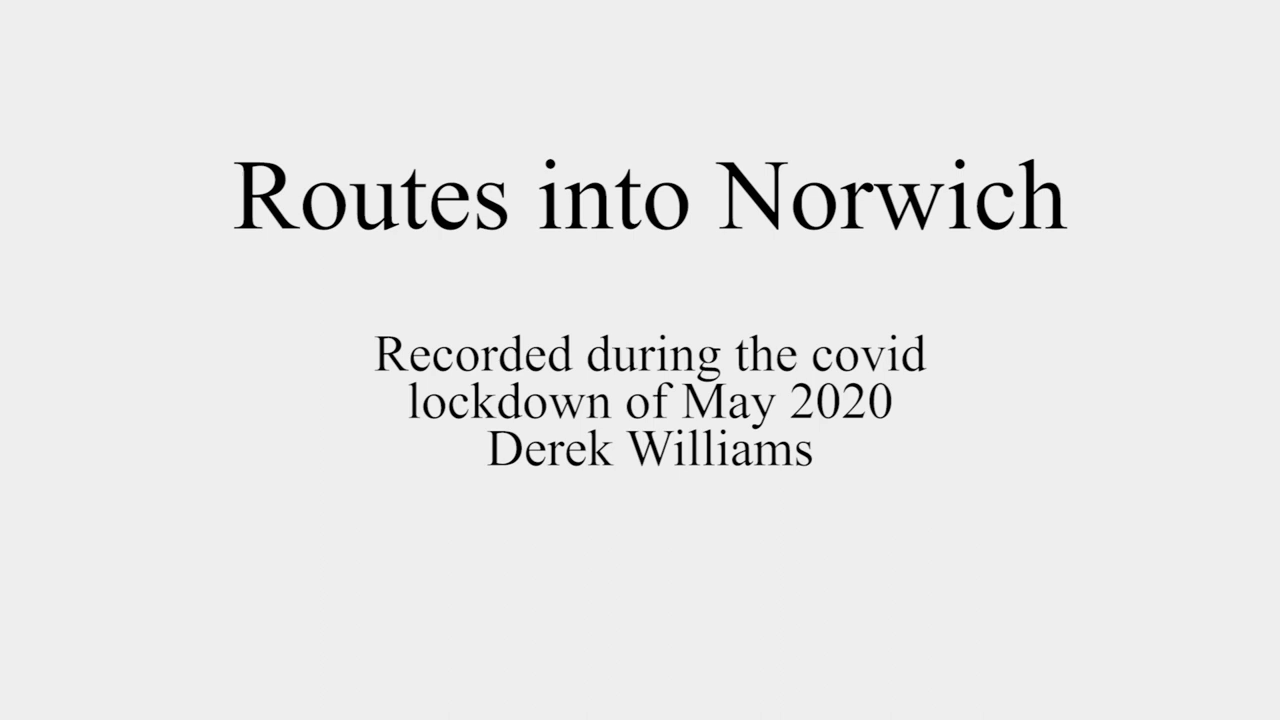 Routes into Norwich
Recorded during the covid
lockdown of May 2020
Derek Williams